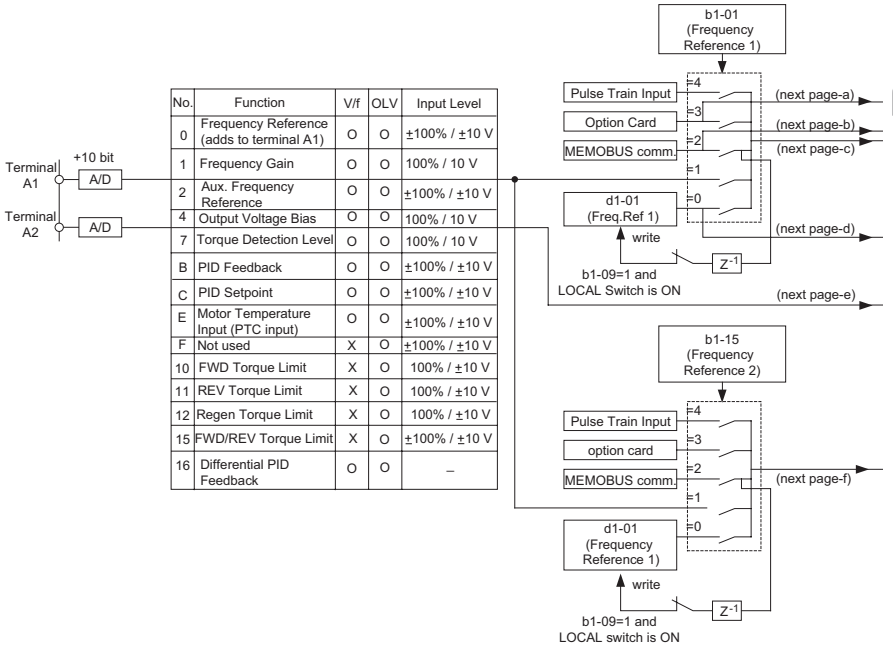 b1-01
(Frequency
Reference 1)
No. Function V/f OLV Input Level
0 Frequency Reference (adds to terminal A1) O O ±100% / ±10 V
1 Frequency Gain O O 100% / 10 V
2 Aux. Frequency Reference O O ±100% / ±10 V
4 Output Voltage Bias O O 100% / 10 V
7 Torque Detection Level O O 100% / 10 V
B PID Feedback O O ±100% / ±10 V
C PID Setpoint O O ±100% / ±10 V
E Motor Temperature Input (PTC input) O O ±100% / ±10 V
F Not used X O ±100% / ±10 V
10 FWD Torque Limit X O 100% / ±10 V
11 REV Torque Limit X O 100% / ±10 V
12 Regen Torque Limit X O 100% / ±10 V
15 FWD/REV Torque Limit X O ±100% / ±10 V
16 Differential PID Feedback O O –
Terminal
A1
+10 bit
A/D
Terminal
A2
A/D
Pulse Train Input
=4
Option Card
=3
MEMOBUS comm.
=2
=1
d1-01
(Freq.Ref 1)
=0
write
Z-1
b1-09=1 and
LOCAL Switch is ON
(next page-a)
(next page-b)
(next page-c)
(next page-d)
(next page-e)
b1-15
(Frequency
Reference 2)
Pulse Train Input
=4
option card
=3
MEMOBUS comm.
=2
=1
d1-01
(Frequency
Reference 1)
=0
write
Z-1
b1-09=1 and
LOCAL switch is ON
(next page-f)